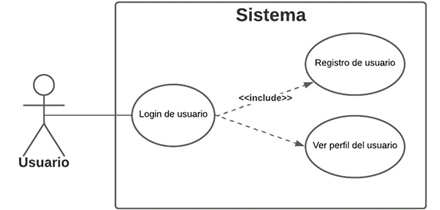 Sistema
Registro de usuario
<<include>>
Login de usuario
Ver perfil del usuario
Usuario